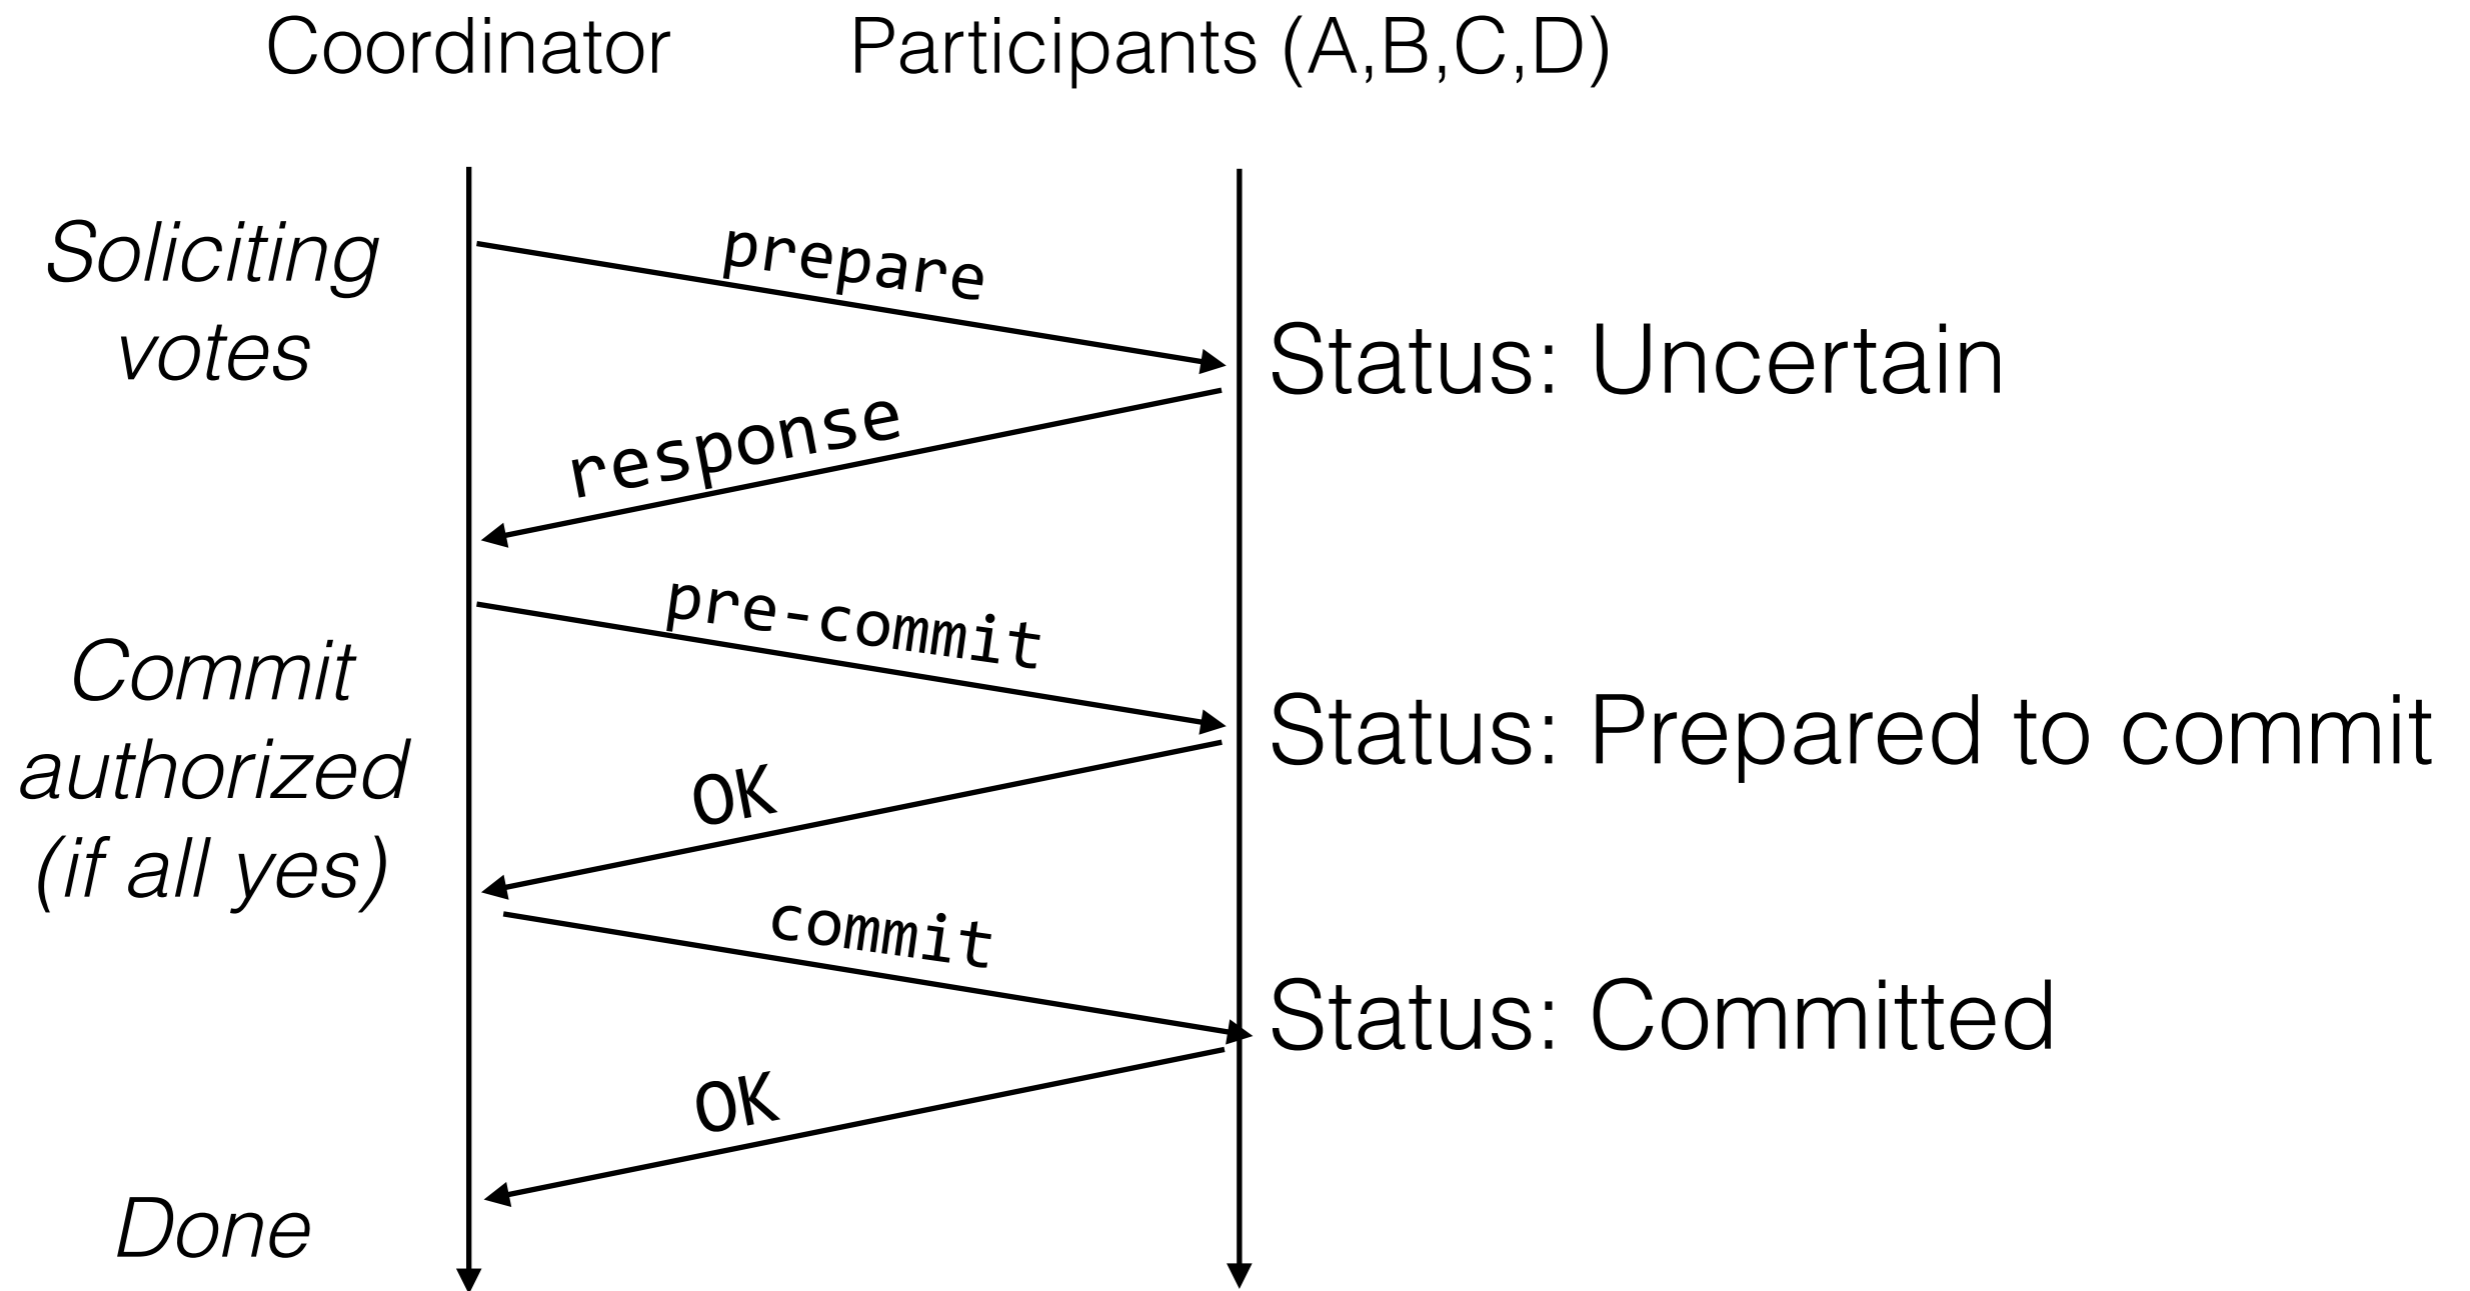 Coordinator
Participants (A,B,C,D)
Soliciting
votes
prepare
Status: Uncertain
response
pre-commit
Commit
authorized
(if all yes)
Status: Prepared to commit
OK
commit
Status: Committed
OK
Done